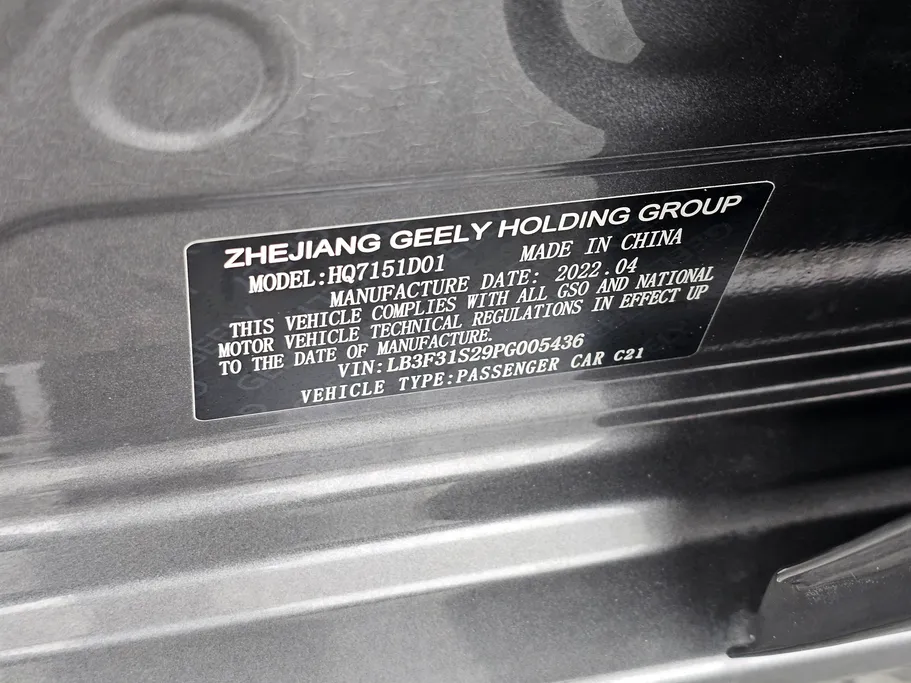 ZHEJIANG GEELY HOLDING GROUP
MODEL:HQ7151D01 MADE IN CHINA
MANUFACTURE DATE: 2022.04
THIS VEHICLE COMPLIES WITH ALL GSO AND NATIONAL
MOTOR VEHICLE TECHNICAL REGULATIONS IN EFFECT UP
TO THE DATE OF MANUFACTURE.
VIN:LB3F31S29PG005436
VEHICLE TYPE:PASSENGER CAR C21